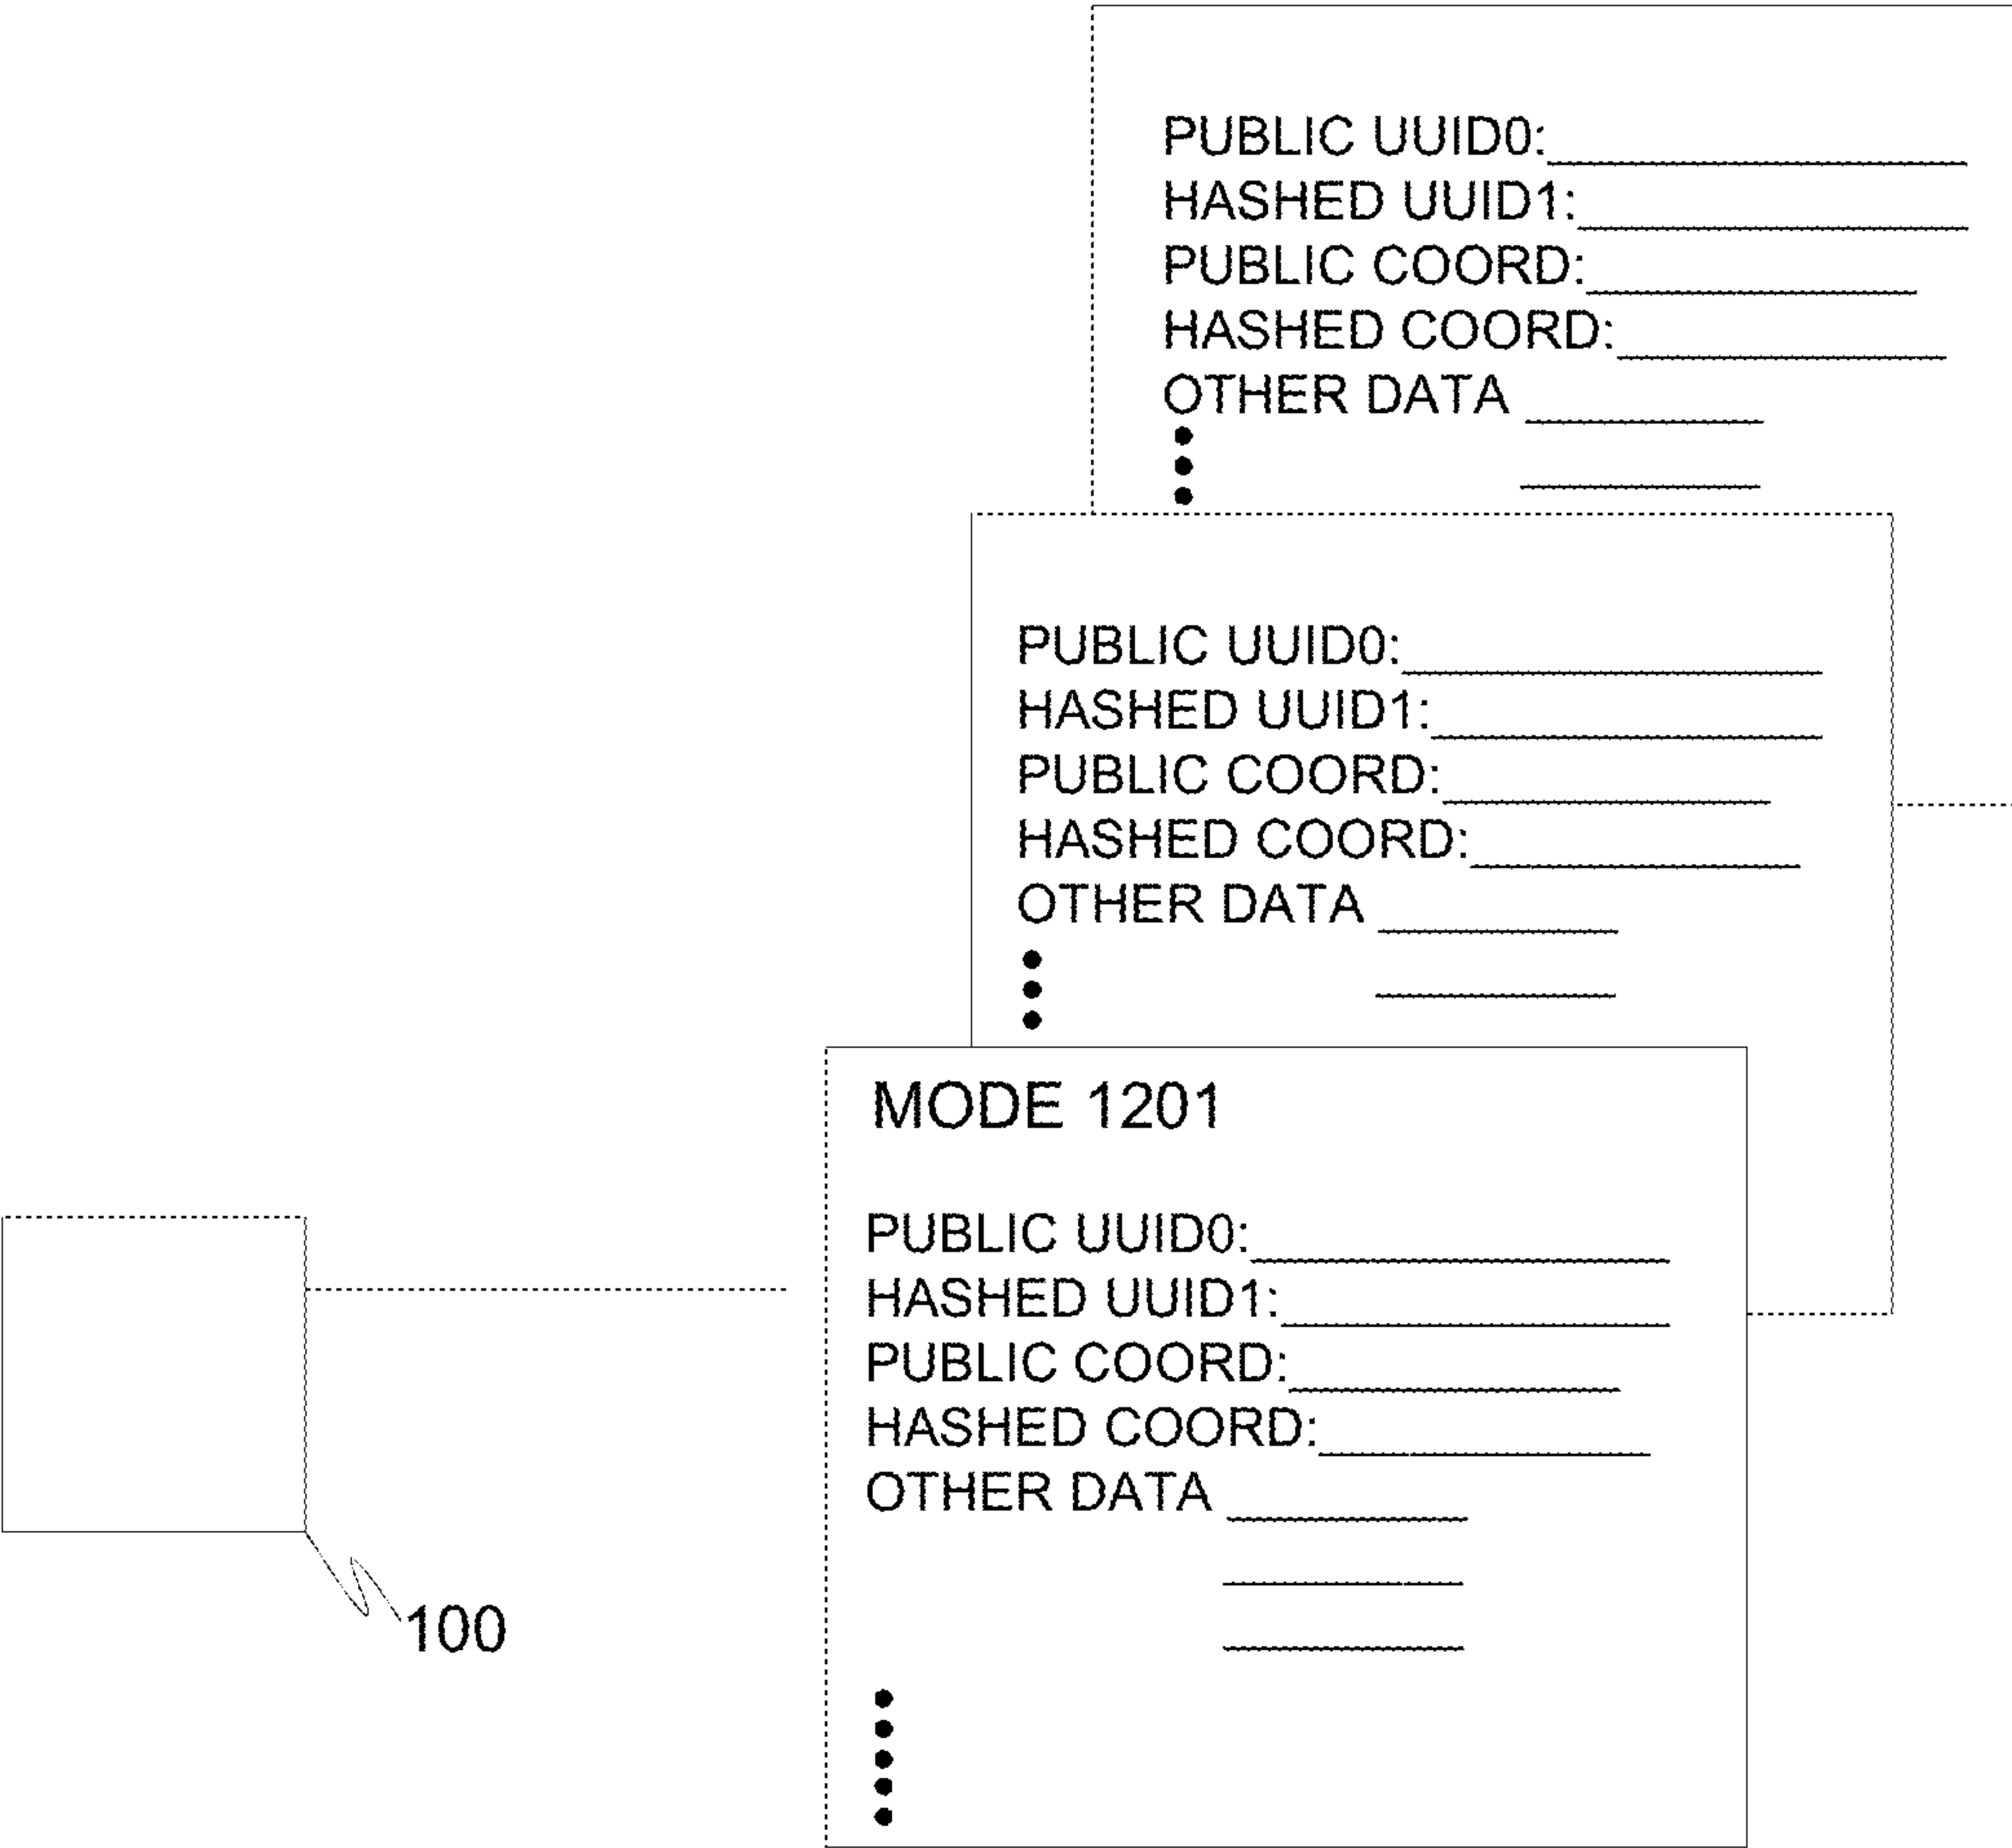 PUBLIC UUID0:
HASHED UUID1:
PUBLIC COORD:
HASHED COORD:
OTHER DATA
PUBLIC UUID0:
HASHED UUID1:
PUBLIC COORD:
HASHED COORD:
OTHER DATA
MODE 1201
PUBLIC UUID0:
HASHED UUID1:
PUBLIC COORD:
HASHED COORD:
OTHER DATA
100